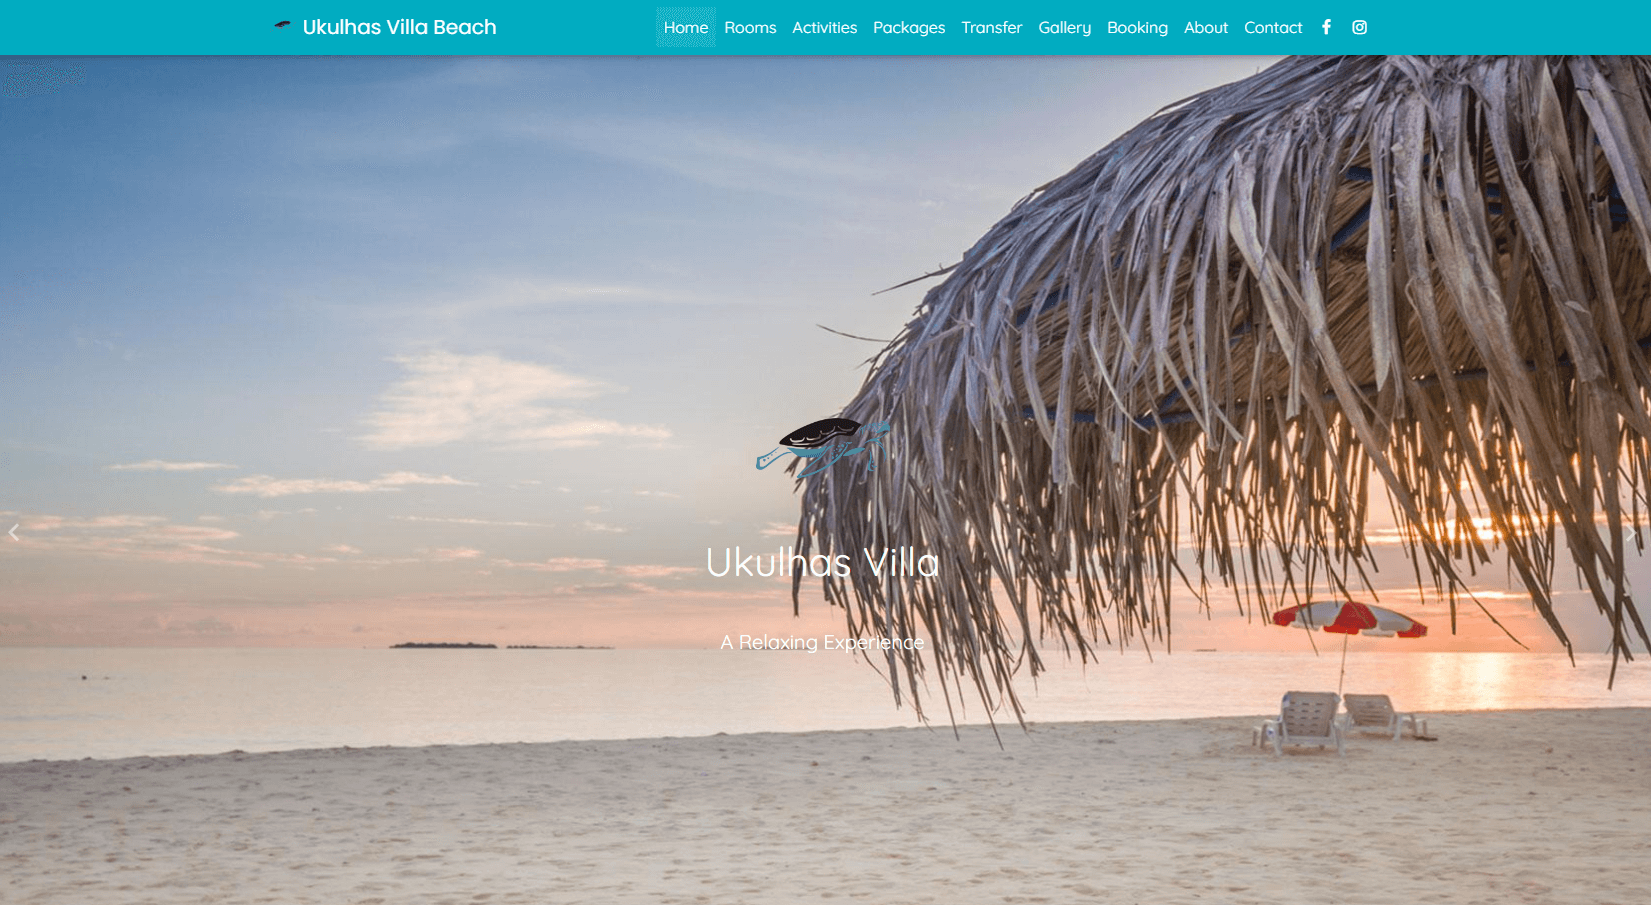 Ukulhas Villa Beach
Home Rooms Activities Packages Transfer Gallery Booking About Contact
Ukulhas Villa
A Relaxing Experience